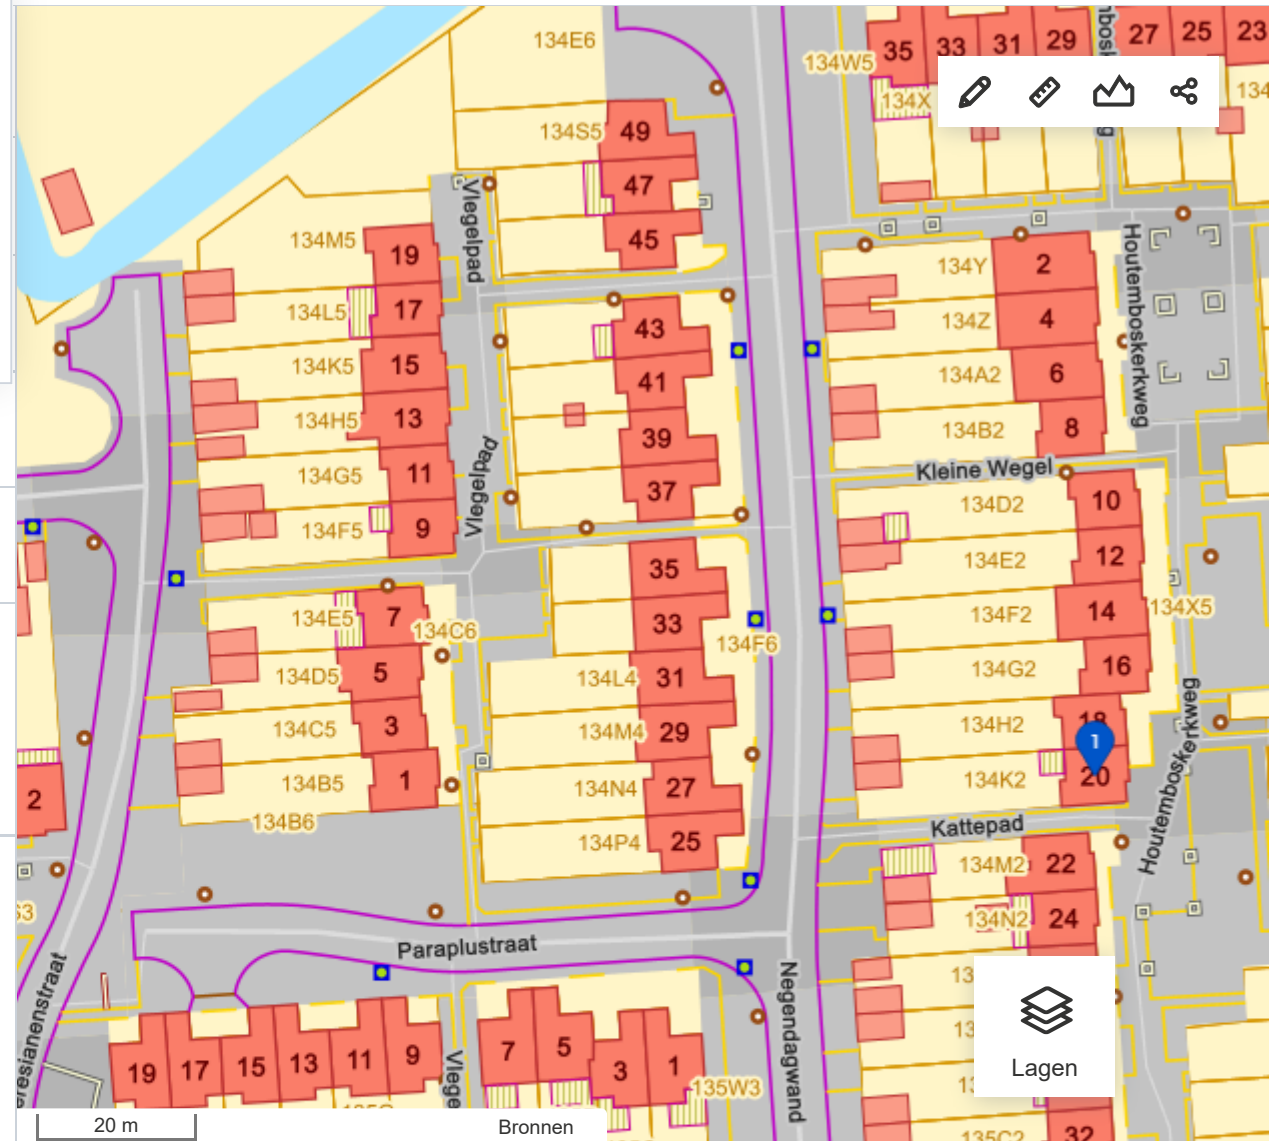 134E6
134W5
35
33
31
29
27
25
23
134X
134S5
49
47
45
Vlegelpad
134M5
19
134L5
17
134K5
15
134H5
13
134G5
11
134F5
9
Vlegelpad
43
41
39
37
134Y
2
134Z
4
134A2
6
134B2
8
Houtemboskerkweg
Kleine Wegel
134D2
10
134E2
12
134F2
14
134G2
16
134H2
18
134K2
20
1
134X5
Houtemboskerkweg
134E5
7
134C6
134D5
5
134C5
3
134B5
1
134B6
35
33
134F6
134L4
31
134M4
29
134N4
27
134P4
25
2
Kattepad
134M2
22
134N2
24
Paraplustraat
Negendagwand
19
17
15
13
11
9
7
5
3
1
135W3
135C2
32
Lagen
20 m
Bronnen